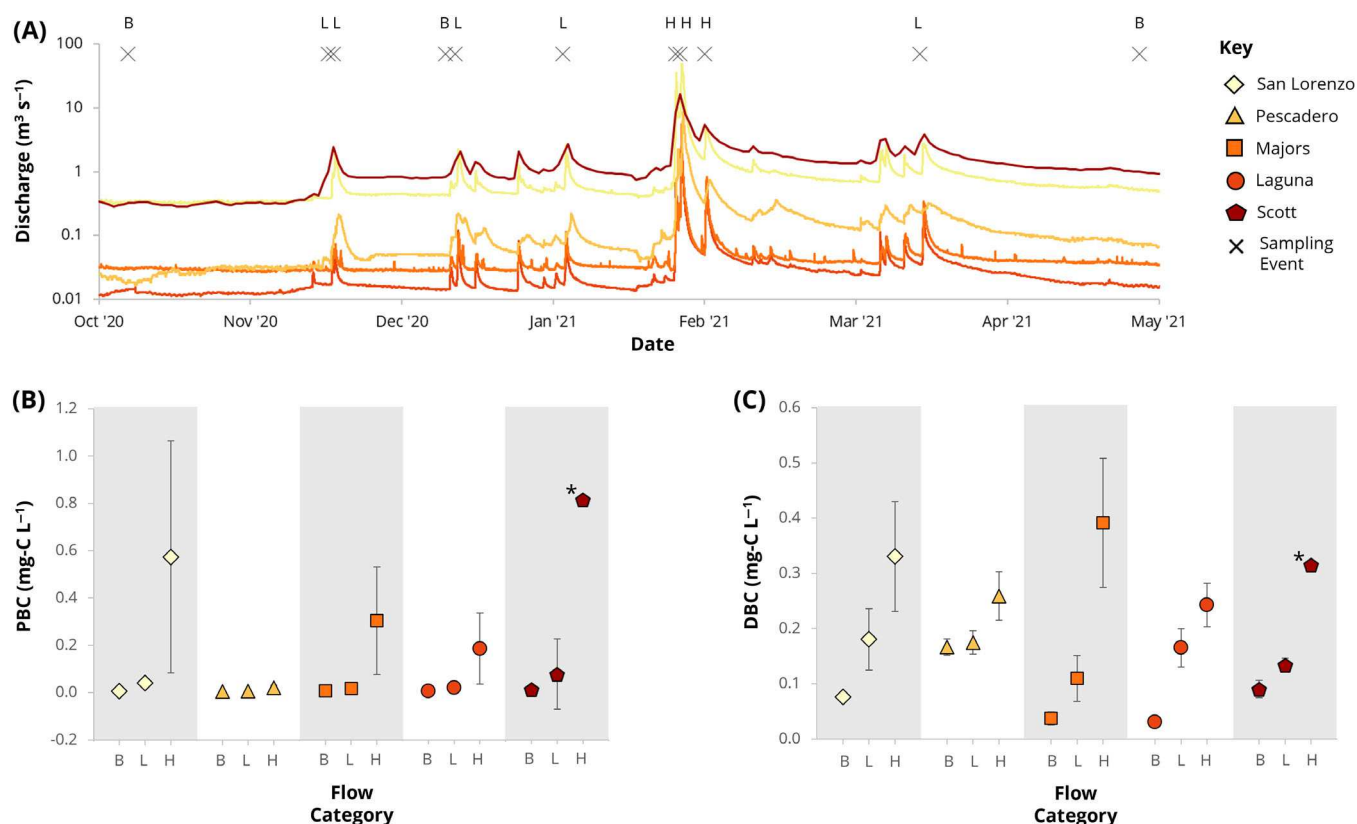 (A)
B L L B L L H H H L B
Discharge (m³ s⁻¹)
100
10
1
0.1
0.01
Oct '20 Nov '20 Dec '20 Jan '21 Feb '21 Mar '21 Apr '21 May '21
Date
Key
San Lorenzo
Pescadero
Majors
Laguna
Scott
Sampling
Event
(B)
PBC (mg-C L⁻¹)
1.2
1.0
0.8
0.6
0.4
0.2
0.0
-0.2
*
B L H B L H B L H B L H B L H
Flow
Category
(C)
DBC (mg-C L⁻¹)
0.6
0.5
0.4
0.3
0.2
0.1
0.0
*
B L H B L H B L H B L H B L H
Flow
Category